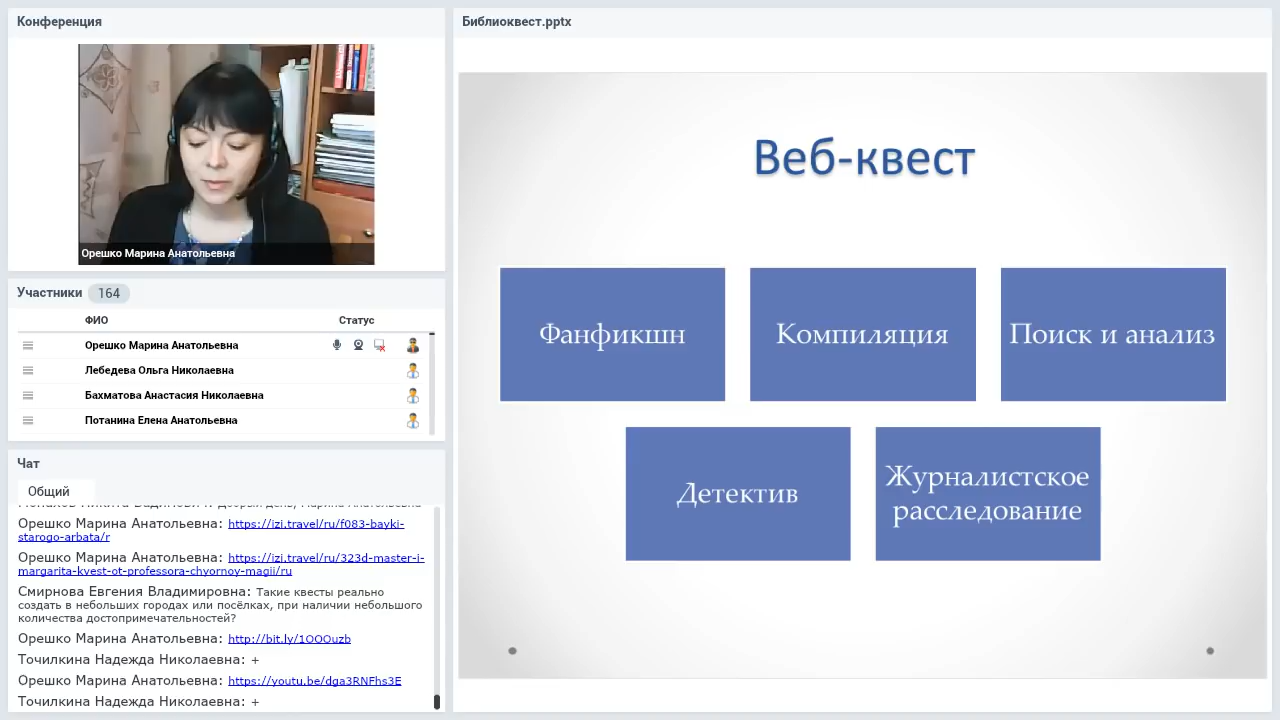 Конференция
Орешко Марина Анатольевна
Участники 164
ФИО Статус
Орешко Марина Анатольевна
Лебедева Ольга Николаевна
Бахматова Анастасия Николаевна
Потанина Елена Анатольевна
Чат
Общий
Орешко Марина Анатольевна: https://izi.travel/ru/f083-bayki-
starogo-arbata/r
Орешко Марина Анатольевна: https://izi.travel/ru/323d-master-i-
margarita-kvest-ot-professora-chyornoy-magii/ru
Смирнова Евгения Владимировна: Такие квесты реально
создать в небольших городах или посёлках, при наличии небольшого
количества достопримечательностей?
Орешко Марина Анатольевна: http://bit.ly/1OOOuzb
Точилкина Надежда Николаевна: +
Орешко Марина Анатольевна: https://youtu.be/dga3RNFhs3E
Точилкина Надежда Николаевна: +
Библиоквест.pptx
Веб-квест
Фанфикшн
Компиляция
Поиск и анализ
Детектив
Журналистское
расследование